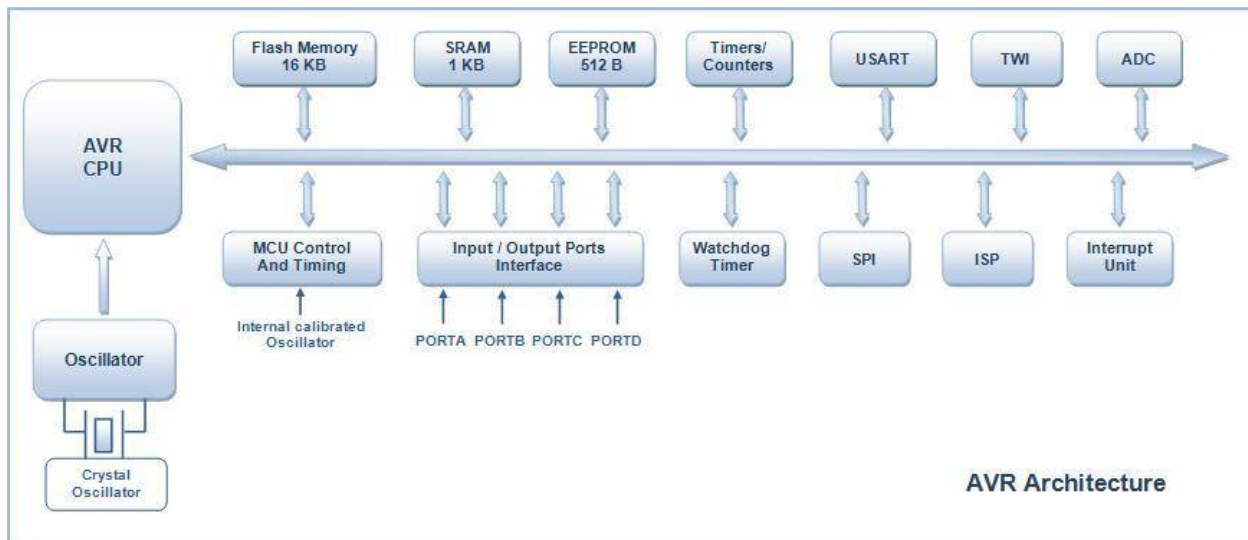 Flash Memory
16 KB
SRAM
1 KB
EEPROM
512 B
Timers/
Counters
USART
TWI
ADC
AVR
CPU
MCU Control
And Timing
Input / Output Ports
Interface
Watchdog
Timer
SPI
ISP
Interrupt
Unit
Internal calibrated
Oscillator
PORTA
PORTB
PORTC
PORTD
Oscillator
Crystal
Oscillator
AVR Architecture